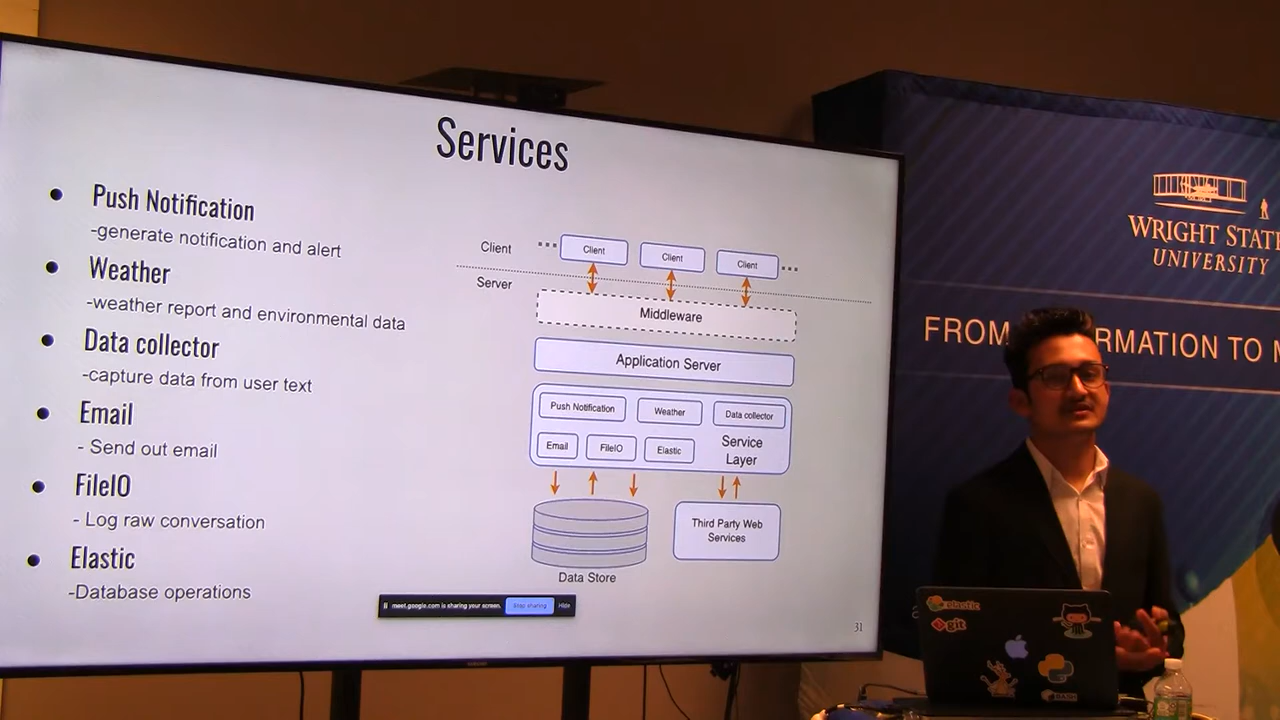 Services
● Push Notification
-generate notification and alert
● Weather
-weather report and environmental data
● Data collector
-capture data from user text
● Email
- Send out email
● FileIO
- Log raw conversation
● Elastic
-Database operations
Client
Client
Client
Client
Server
Middleware
Application Server
Push Notification
Weather
Data collector
Email
FileIO
Elastic
Service
Layer
Third Party Web
Services
Data Store
meet.google.com is sharing your screen.
Stop sharing
Hide
31
WRIGHT STATE
UNIVERSITY
FROM
RMATION TO
elastic
git
BASH